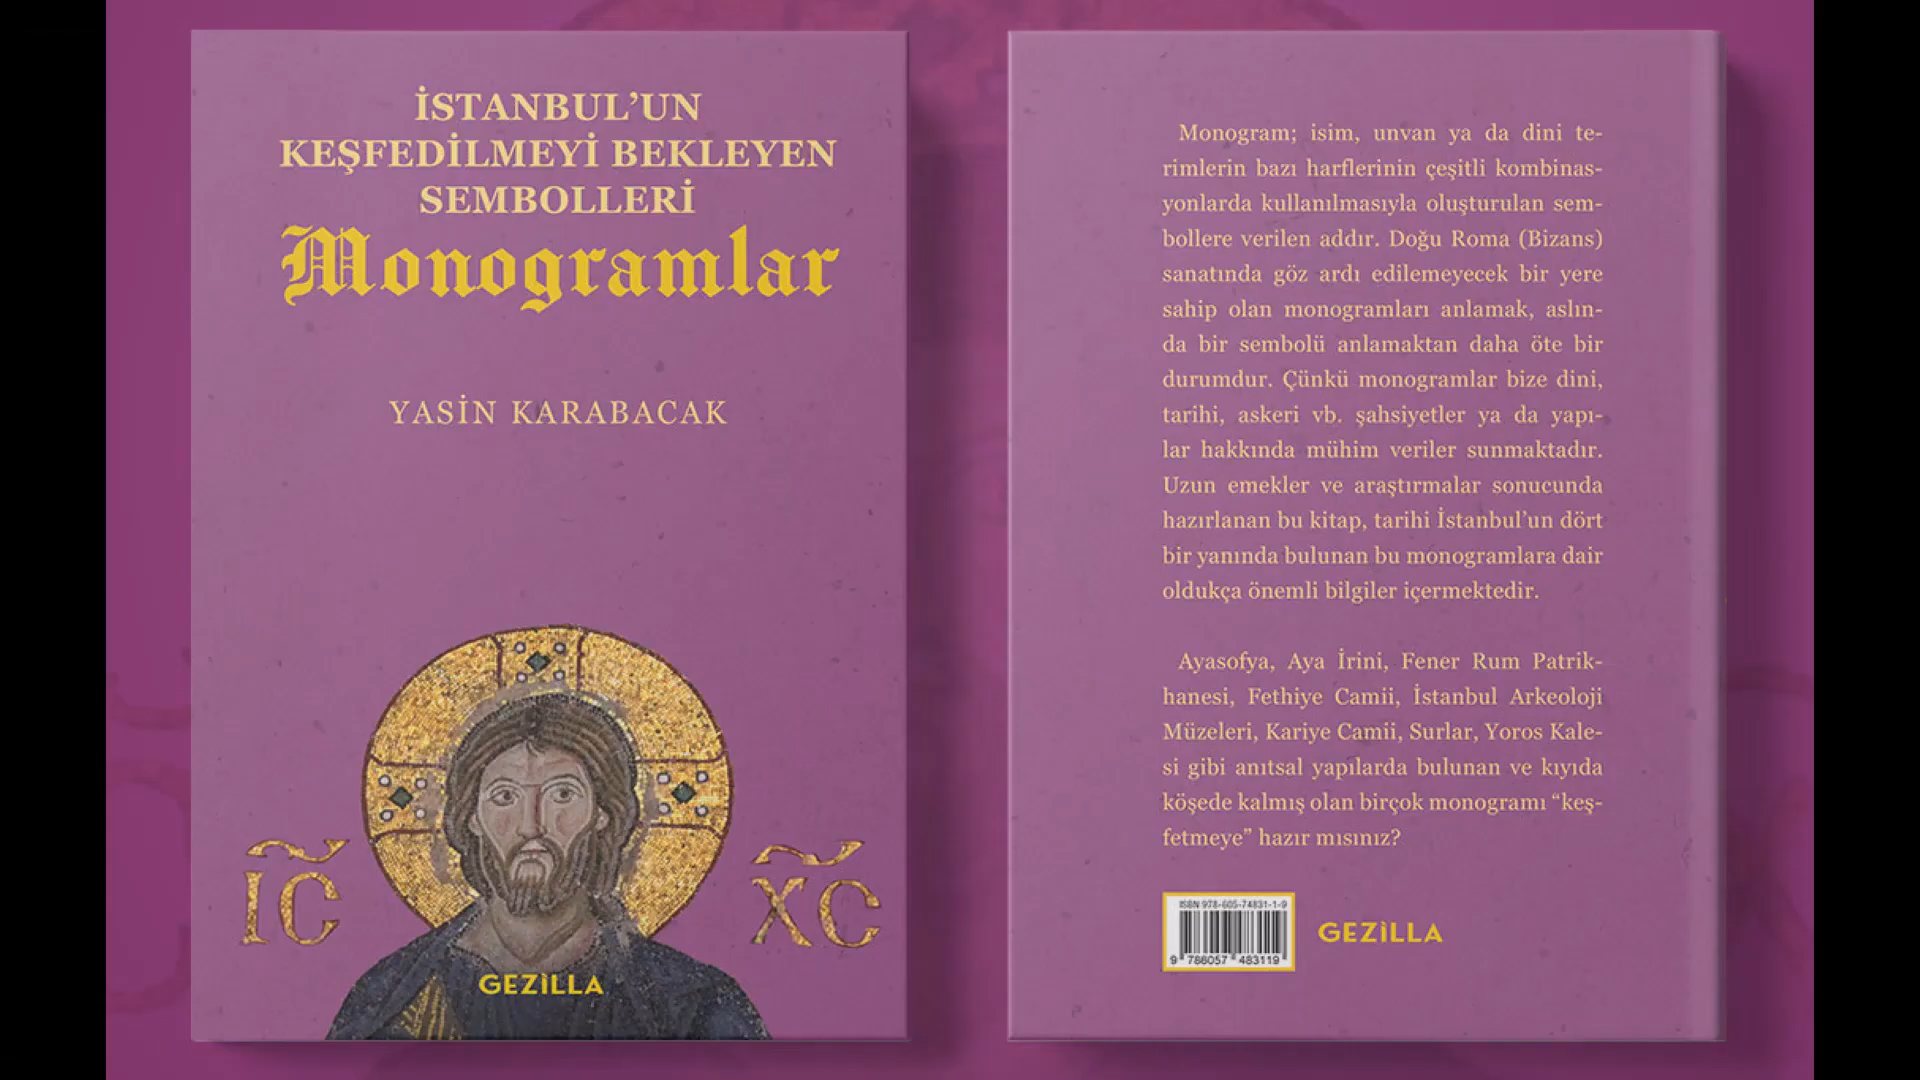 İSTANBUL’UN
KEŞFEDİLMEYİ BEKLEYEN
SEMBOLLERİ
Monogramlar
YASİN KARABACAK
IC
XC
GEZİLLA
Monogram; isim, unvan ya da dini te-
rimlerin bazı harflerinin çeşitli kombinas-
yonlarda kullanılmasıyla oluşturulan sem-
bollere verilen addır. Doğu Roma (Bizans)
sanatında göz ardı edilemeyecek bir yere
sahip olan monogramları anlamak, aslın-
da bir sembolü anlamaktan daha öte bir
durumdur. Çünkü monogramlar bize dini,
tarihi, askeri vb. şahsiyetler ya da yapı-
lar hakkında mühim veriler sunmaktadır.
Uzun emekler ve araştırmalar sonucunda
hazırlanan bu kitap, tarihi İstanbul’un dört
bir yanında bulunan bu monogramlara dair
oldukça önemli bilgiler içermektedir.
Ayasofya, Aya İrini, Fener Rum Patrik-
hanesi, Fethiye Camii, İstanbul Arkeoloji
Müzeleri, Kariye Camii, Surlar, Yoros Kale-
si gibi anıtsal yapılarda bulunan ve kıyıda
köşede kalmış olan birçok monogramı “keş-
fetmeye” hazır mısınız?
ISBN 978-605-74831-1-9
9 786057 483119
GEZİLLA